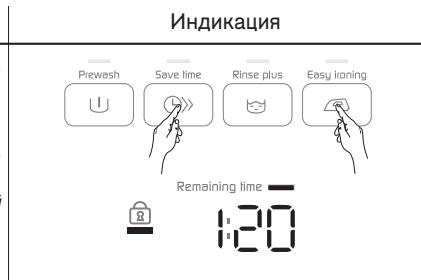 Индикация
Prewash Save time Rinse plus Easy ironing
Remaining time
1:20